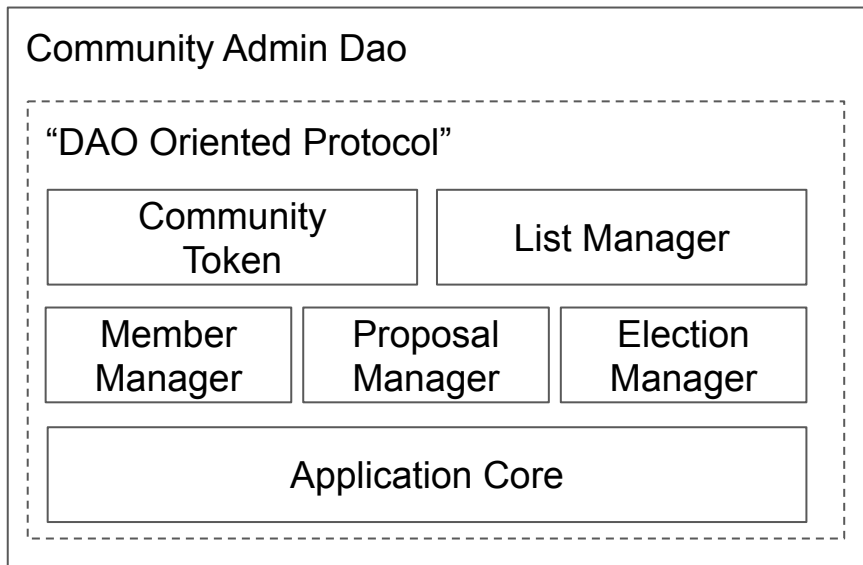 Community Admin Dao
“DAO Oriented Protocol”
Community
Token
List Manager
Member
Manager
Proposal
Manager
Election
Manager
Application Core